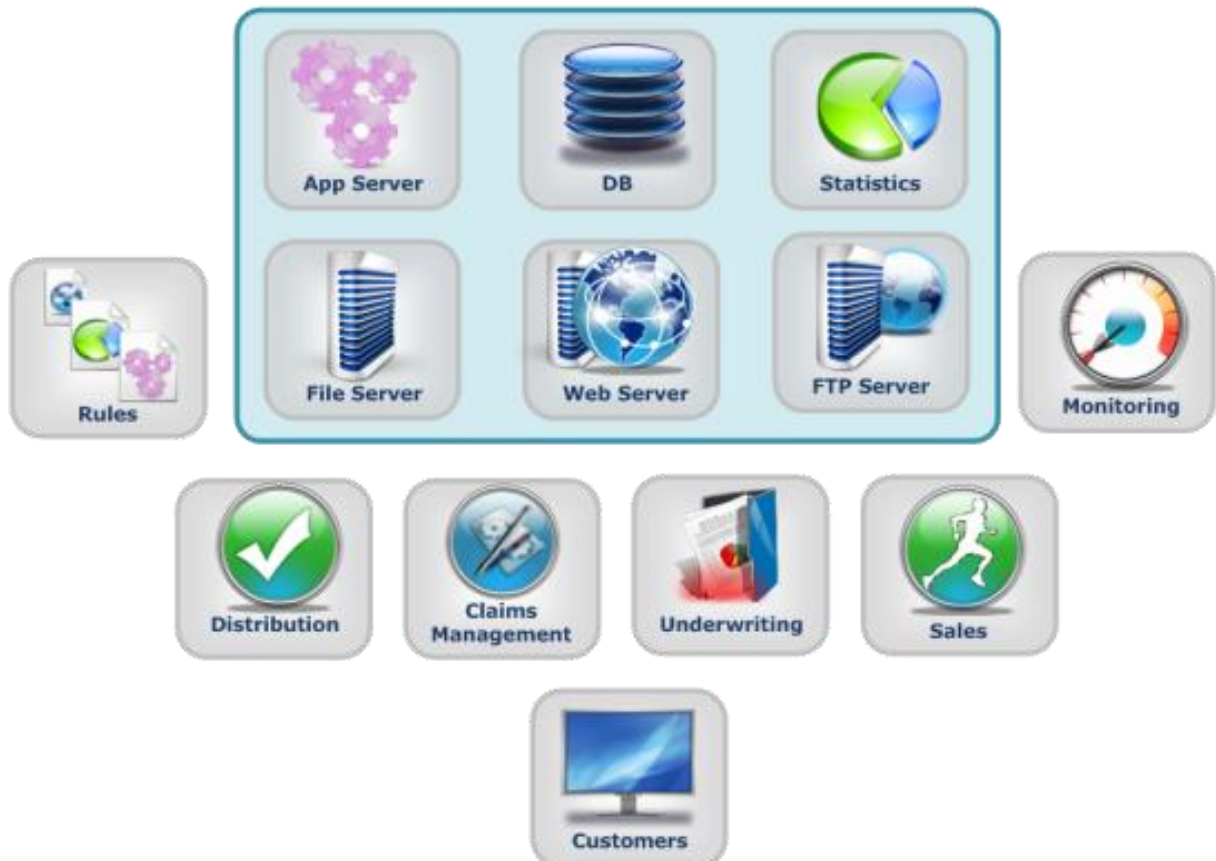 App Server
DB
Statistics
File Server
Web Server
FTP Server
Rules
Monitoring
Distribution
Claims
Management
Underwriting
Sales
Customers